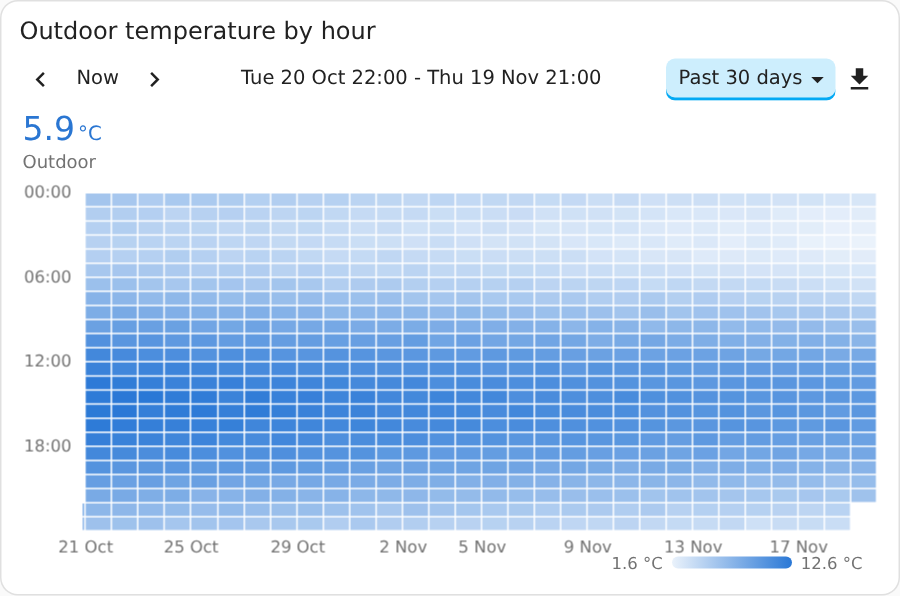 Outdoor temperature by hour
Now
Tue 20 Oct 22:00 - Thu 19 Nov 21:00
Past 30 days
5.9 °C
Outdoor
00:00
06:00
12:00
18:00
21 Oct 25 Oct 29 Oct 2 Nov 5 Nov 9 Nov 13 Nov 17 Nov
1.6 °C 12.6 °C